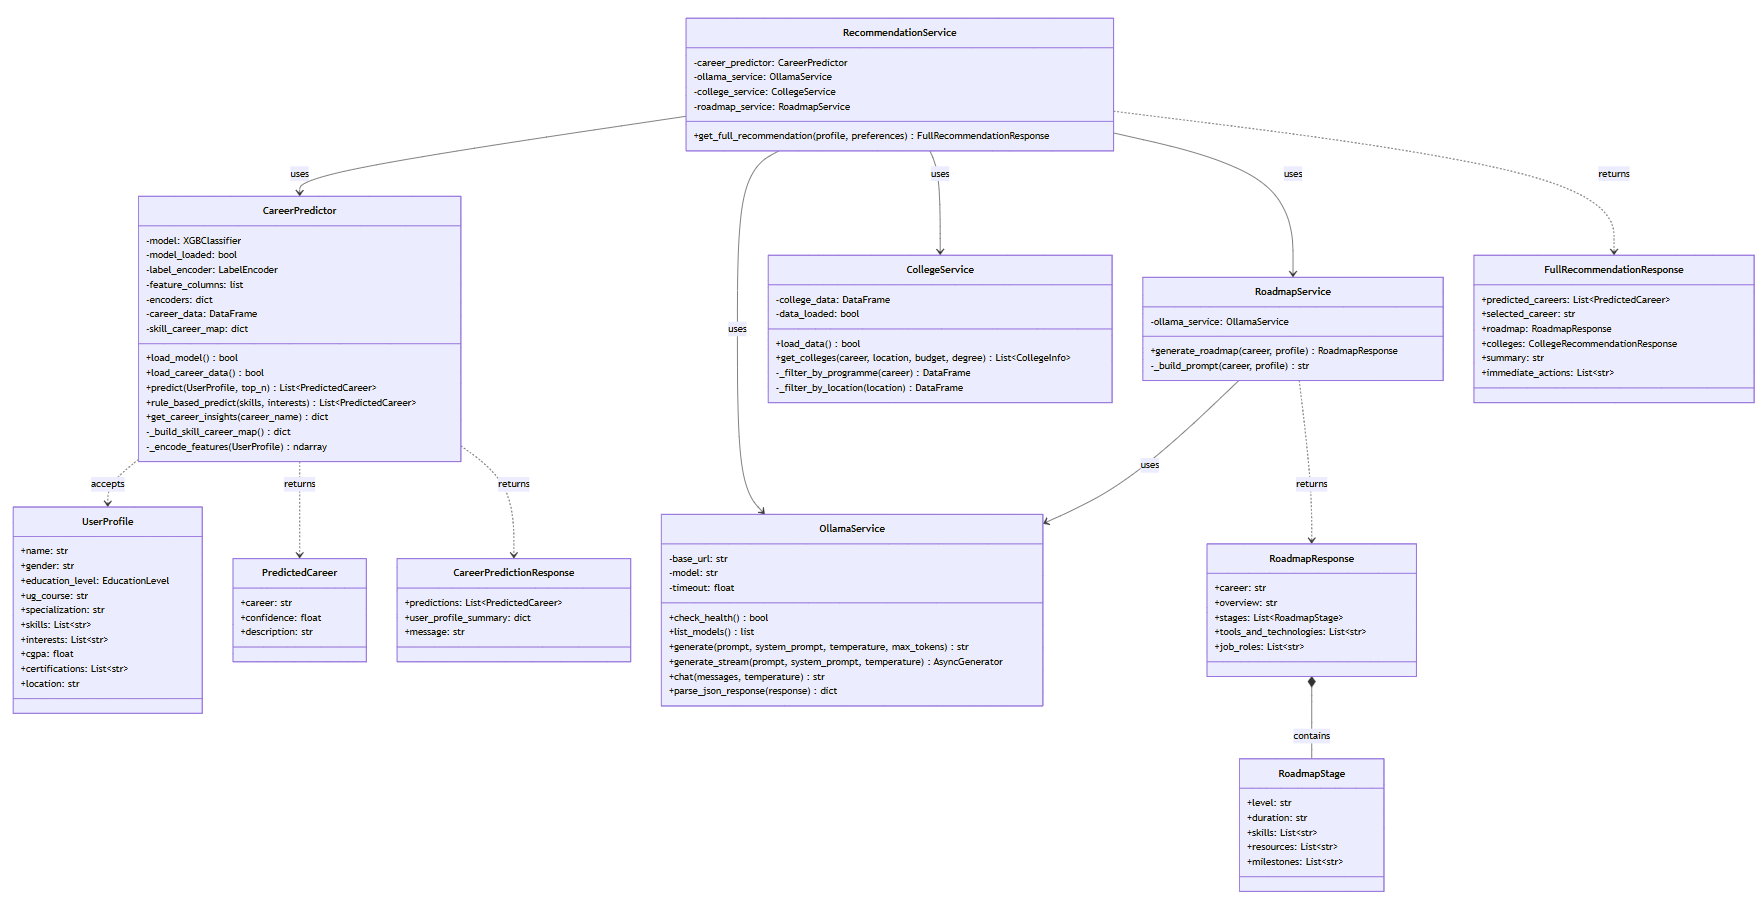 RecommendationService
-career_predictor: CareerPredictor
-ollama_service: OllamaService
-college_service: CollegeService
-roadmap_service: RoadmapService
+get_full_recommendation(profile, preferences) : FullRecommendationResponse
uses
uses
uses
uses
returns
CareerPredictor
-model: XGBClassifier
-model_loaded: bool
-label_encoder: LabelEncoder
-feature_columns: list
-encoders: dict
-career_data: DataFrame
-skill_career_map: dict
+load_model() : bool
+load_career_data() : bool
+predict(UserProfile, top_n) : List<PredictedCareer>
+rule_based_predict(skills, interests) : List<PredictedCareer>
+get_career_insights(career_name) : dict
-_build_skill_career_map() : dict
-_encode_features(UserProfile) : ndarray
CollegeService
-college_data: DataFrame
-data_loaded: bool
+load_data() : bool
+get_colleges(career, location, budget, degree) : List<CollegeInfo>
-_filter_by_programme(career) : DataFrame
-_filter_by_location(location) : DataFrame
RoadmapService
-ollama_service: OllamaService
+generate_roadmap(career, profile) : RoadmapResponse
-_build_prompt(career, profile) : str
FullRecommendationResponse
+predicted_careers: List<PredictedCareer>
+selected_career: str
+roadmap: RoadmapResponse
+colleges: CollegeRecommendationResponse
+summary: str
+immediate_actions: List<str>
accepts
returns
returns
uses
returns
UserProfile
+name: str
+gender: str
+education_level: EducationLevel
+ug_course: str
+specialization: str
+skills: List<str>
+interests: List<str>
+cgpa: float
+certifications: List<str>
+location: str
PredictedCareer
+career: str
+confidence: float
+description: str
CareerPredictionResponse
+predictions: List<PredictedCareer>
+user_profile_summary: dict
+message: str
OllamaService
-base_url: str
-model: str
-timeout: float
+check_health() : bool
+list_models() : list
+generate(prompt, system_prompt, temperature, max_tokens) : str
+generate_stream(prompt, system_prompt, temperature) : AsyncGenerator
+chat(messages, temperature) : str
+parse_json_response(response) : dict
RoadmapResponse
+career: str
+overview: str
+stages: List<RoadmapStage>
+tools_and_technologies: List<str>
+job_roles: List<str>
contains
RoadmapStage
+level: str
+duration: str
+skills: List<str>
+resources: List<str>
+milestones: List<str>